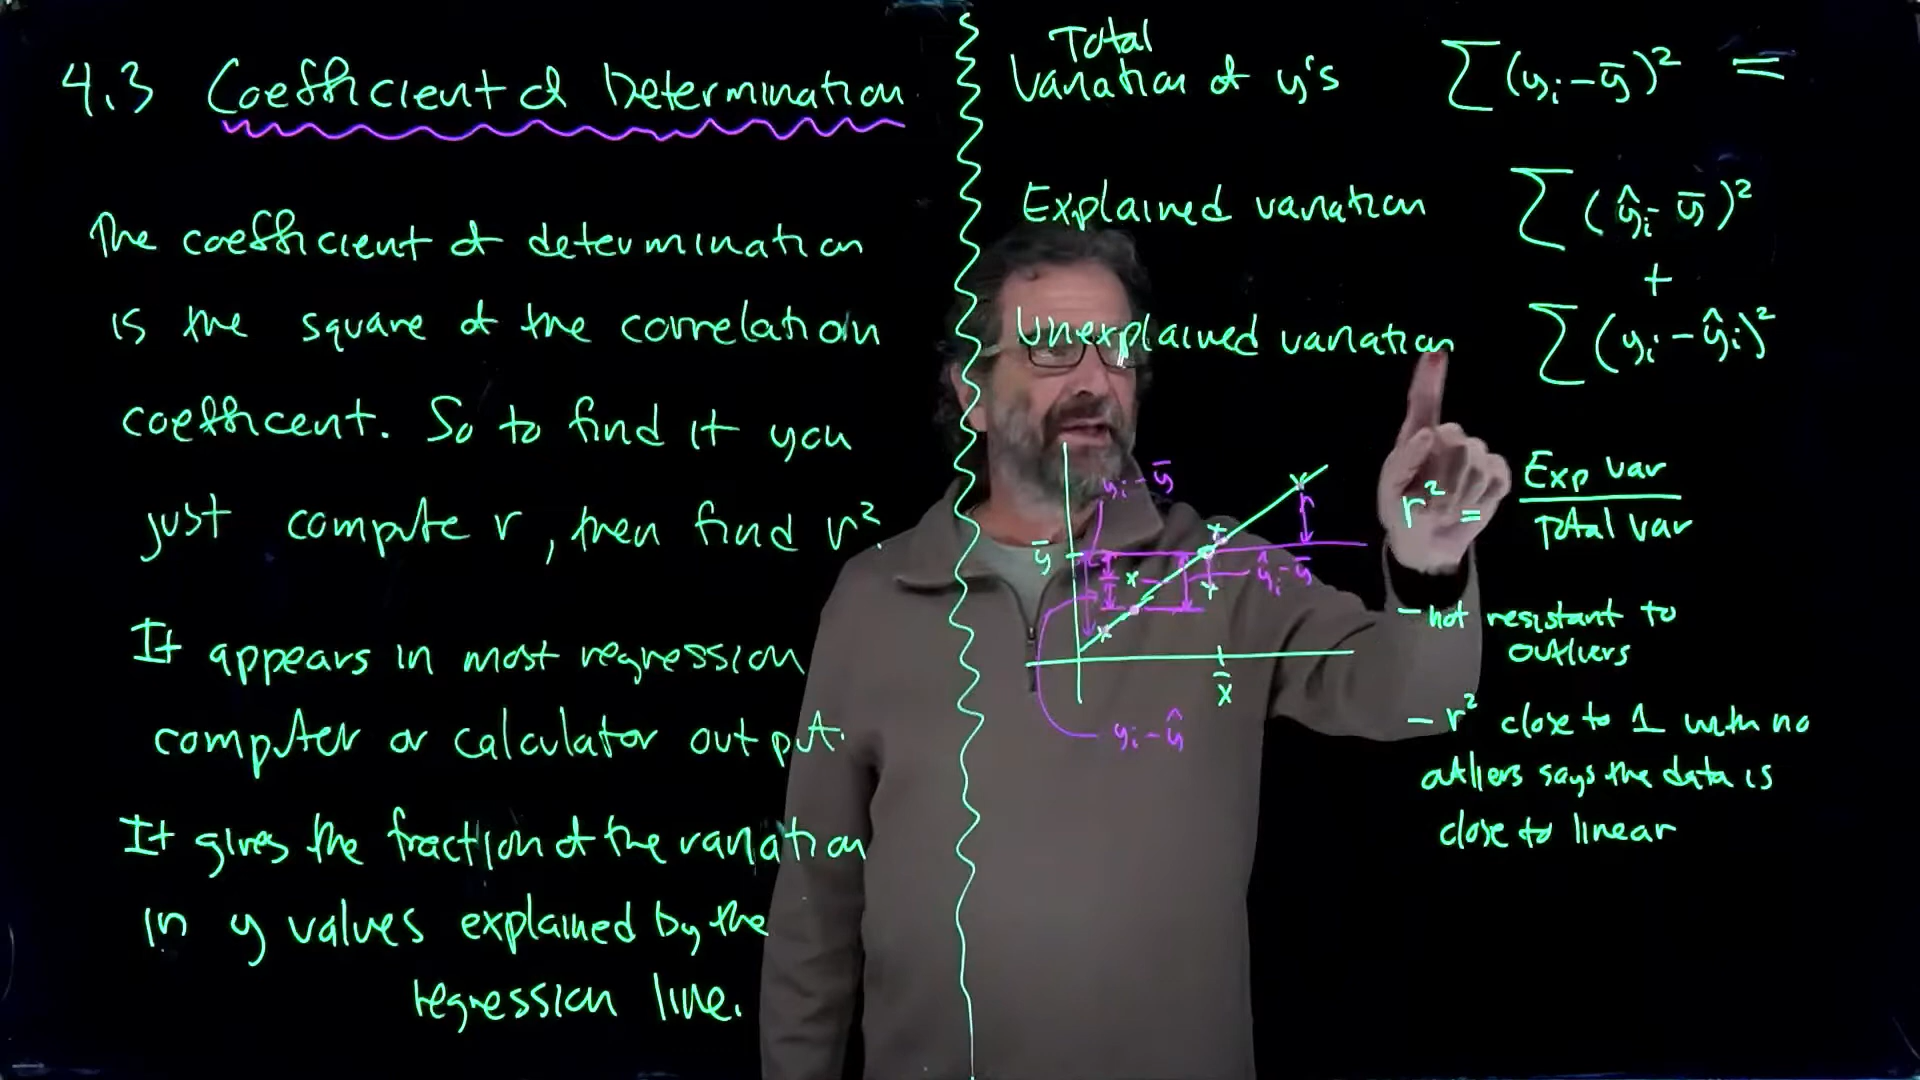 4.3 Coefficient of Determination.
The coefficient of determination
is the square of the correlation
coefficent. So to find it you
just compute r, then find r².
It appears in most regression
computer or calculator output.
It gives the fraction of the variation
in y values explained by the
regression line.
Total
Variation of y's ∑(yᵢ-ȳ)² =
Explained variation ∑(ŷᵢ-ȳ)²
+
Unexplained variation ∑(yᵢ-ŷᵢ)²
yᵢ-ȳ
ȳ
ŷᵢ-ȳ
x̄
yᵢ-ŷ
r² = Exp var
Total var
- not resistant to
outliers
- r² close to 1 with no
outliers says the data is
close to linear